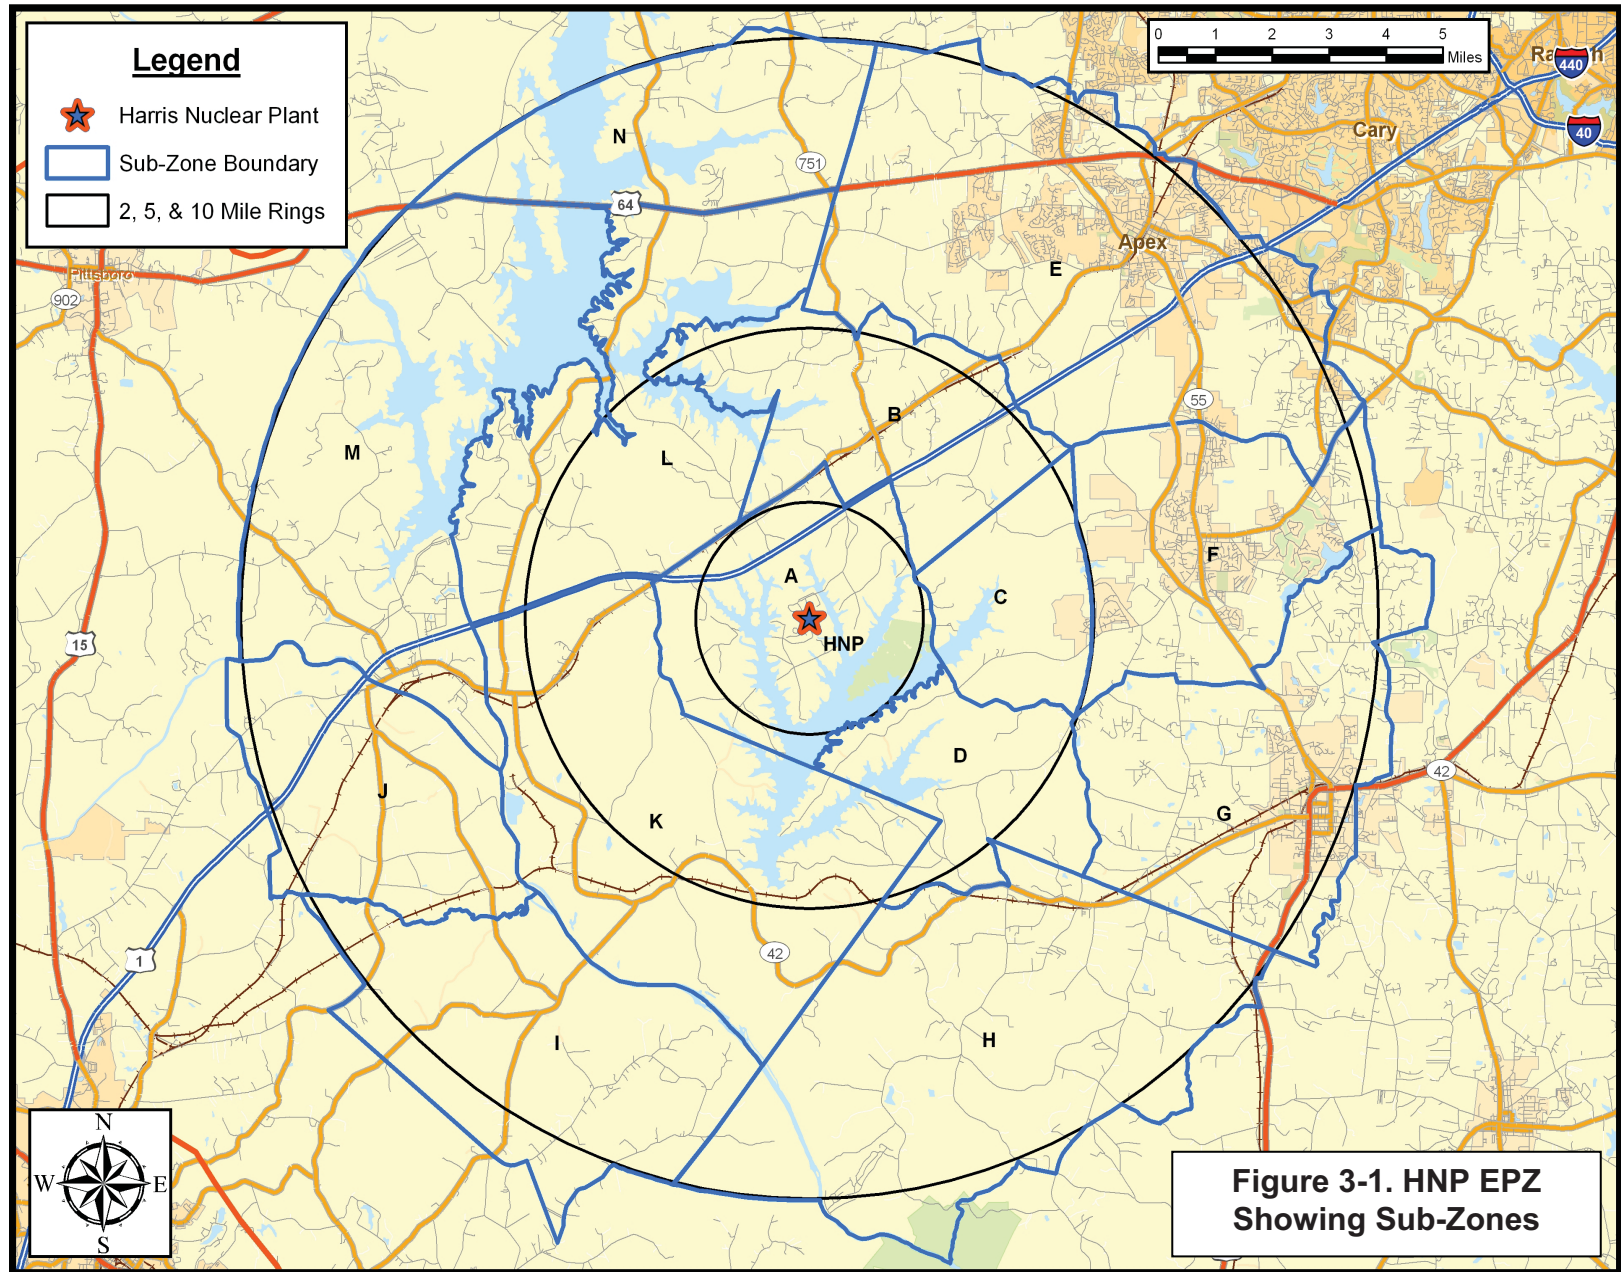 Legend
Harris Nuclear Plant
Sub-Zone Boundary
2, 5, & 10 Mile Rings
0 1 2 3 4 5
Miles
440
40
Cary
N
751
64
Apex
E
Pittsboro
902
B
55
M
L
A
F
C
HNP
15
D
J
42
G
K
42
1
H
I
N
W E
S
Figure 3-1. HNP EPZ
Showing Sub-Zones